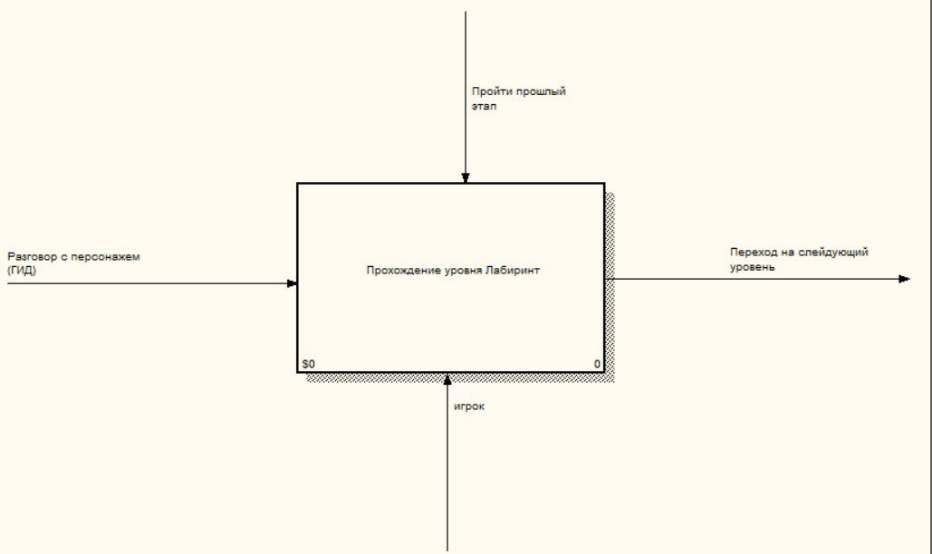 Пройти прошлый
этап
Разговор с персонажем
(ГИД)
Прохождение уровня Лабиринт
Переход на слейдующий
уровень
$0
0
игрок